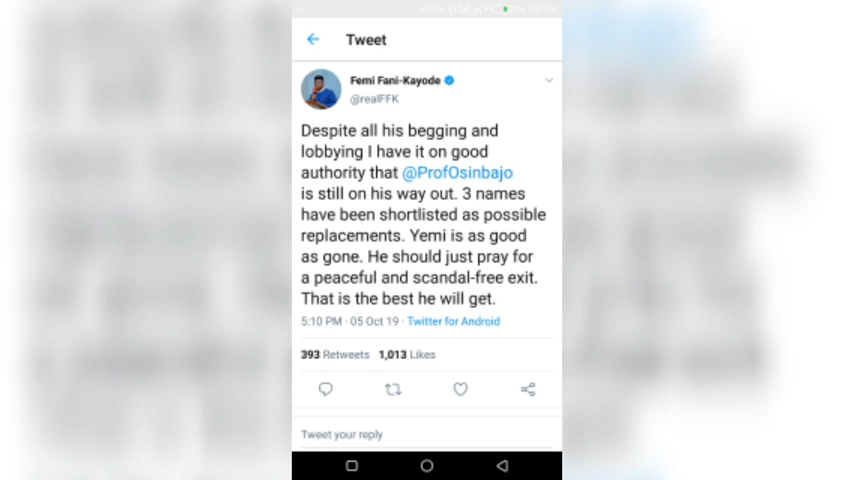 Tweet
Femi Fani-Kayode
@realFFK
Despite all his begging and
lobbying I have it on good
authority that @ProfOsinbajo
is still on his way out. 3 names
have been shortlisted as possible
replacements. Yemi is as good
as gone. He should just pray for
a peaceful and scandal-free exit.
That is the best he will get.
5:10 PM · 05 Oct 19 · Twitter for Android
393 Retweets 1,013 Likes
Tweet your reply